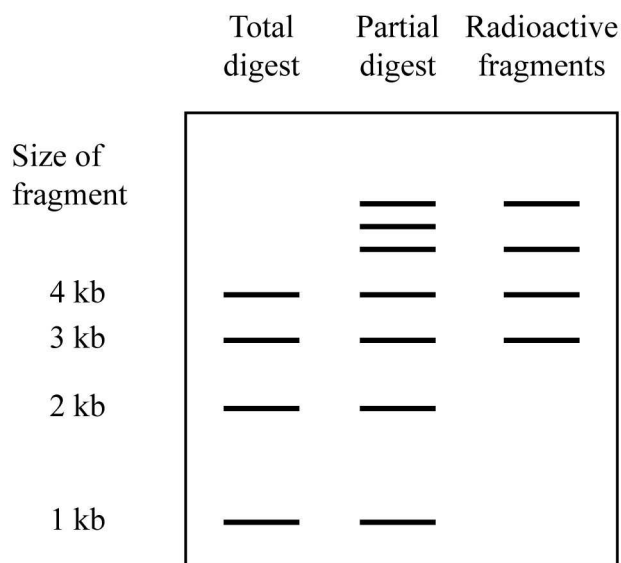 Total
digest
Partial
digest
Radioactive
fragments
Size of
fragment
4 kb
3 kb
2 kb
1 kb